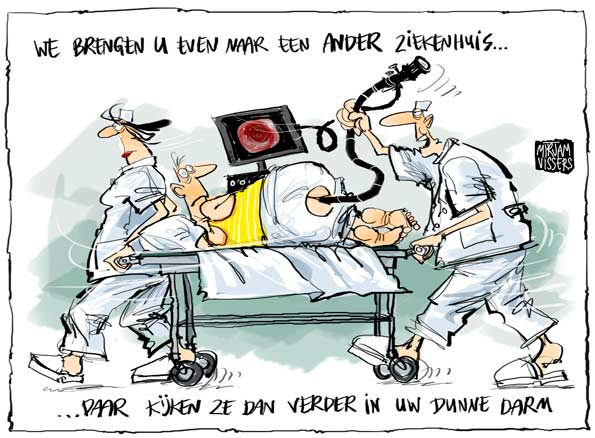 WE BRENGEN U EVEN NAAR EEN ANDER ZIEKENHUIS...
MIRJAM
VISSERS
...DAAR KIJKEN ZE DAN VERDER IN UW DUNNE DARM